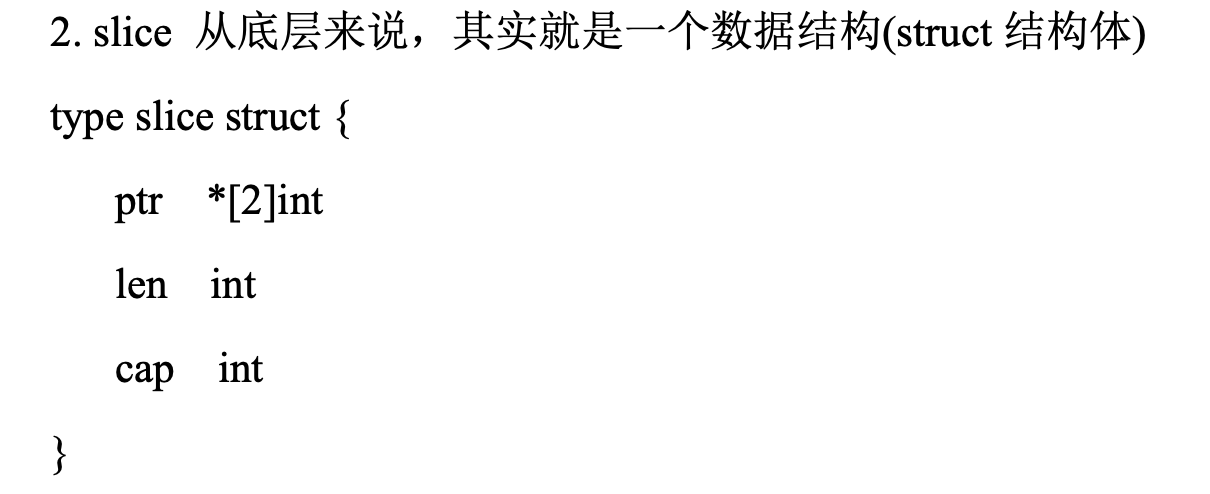 2. slice 从底层来说，其实就是一个数据结构(struct 结构体)
type slice struct {
ptr *[2]int
len int
cap int
}